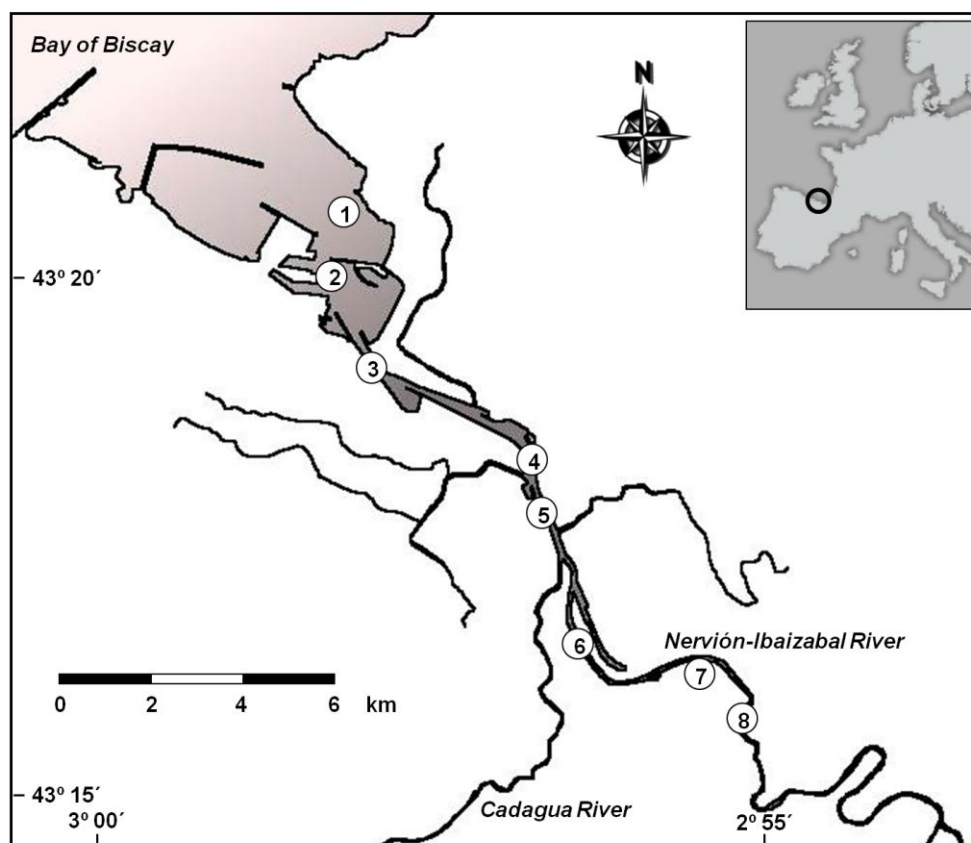 Bay of Biscay
N
1
43º 20´
2
3
4
5
6
Nervión-Ibaizabal River
7
0 2 4 6 km
8
43º 15´
Cadagua River
3º 00´
2º 55´